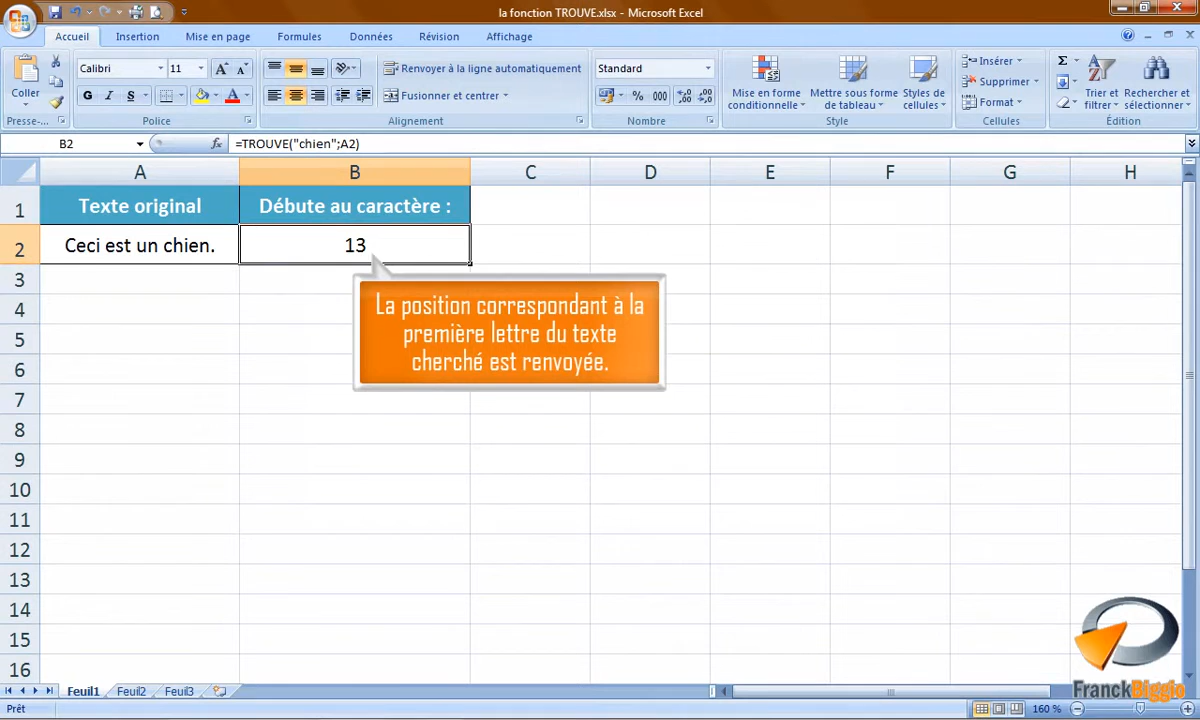 la fonction TROUVE.xlsx - Microsoft Excel
Accueil Insertion Mise en page Formules Données Révision Affichage
Coller
Calibri 11
G I S
Renvoyer à la ligne automatiquement
Fusionner et centrer
Standard
% 000
Mise en forme conditionnelle
Mettre sous forme de tableau
Styles de cellules
Insérer
Supprimer
Format
Trier et filtrer
Rechercher et sélectionner
Presse-... Police Alignement Nombre Style Cellules Édition
B2 fx =TROUVE("chien";A2)
A B C D E F G H
1 Texte original Débute au caractère :
2 Ceci est un chien. 13
La position correspondant à la
première lettre du texte
cherché est renvoyée.
3
4
5
6
7
8
9
10
11
12
13
14
15
16
FranckBiggio
Feuil1 Feuil2 Feuil3
Prêt 160 %